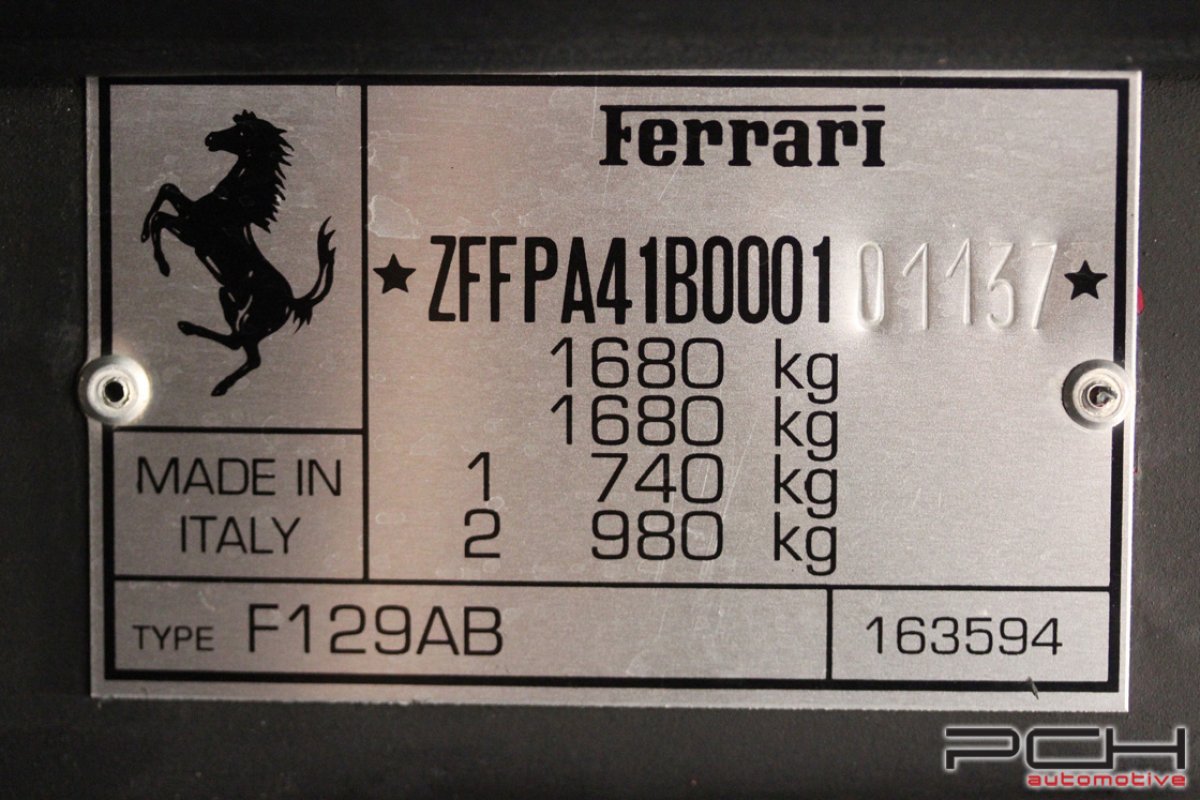 Ferrari
★ ZFFPA41B000101137 ★
1680 kg
1680 kg
1 740 kg
2 980 kg
MADE IN
ITALY
TYPE F129AB
163594
PCH
automotive